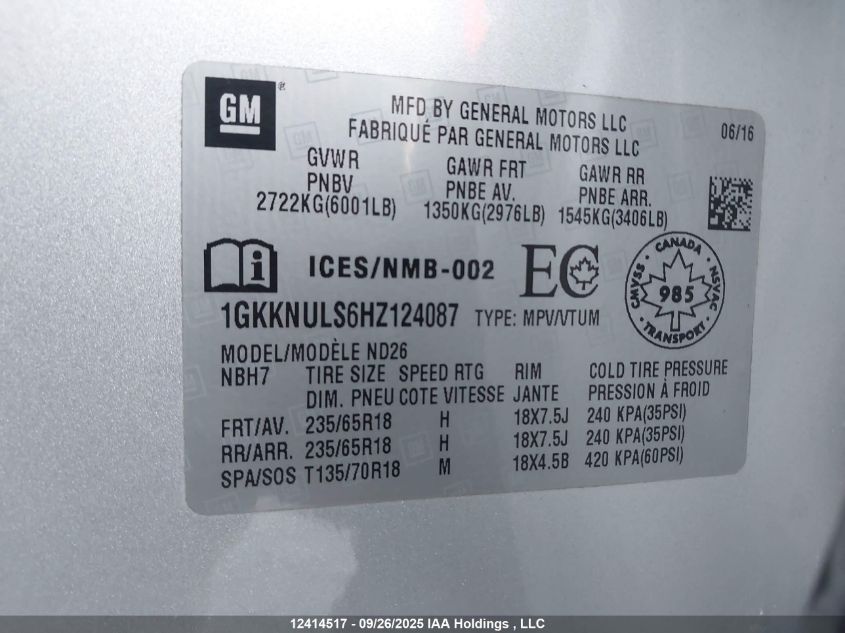 GM®
MFD BY GENERAL MOTORS LLC
FABRIQUÉ PAR GENERAL MOTORS LLC
06/16
GVWR GAWR FRT GAWR RR
PNBV PNBE AV. PNBE ARR.
2722KG(6001LB) 1350KG(2976LB) 1545KG(3406LB)
i ICES/NMB-002 EC
CANADA
CMVSS 985 NSVAC
TRANSPORT
1GKKNULS6HZ124087 TYPE: MPV/VTUM
MODEL/MODÈLE ND26
NBH7 TIRE SIZE SPEED RTG RIM COLD TIRE PRESSURE
DIM. PNEU COTE VITESSE JANTE PRESSION À FROID
FRT/AV. 235/65R18 H 18X7.5J 240 KPA(35PSI)
RR/ARR. 235/65R18 H 18X7.5J 240 KPA(35PSI)
SPA/SOS T135/70R18 M 18X4.5B 420 KPA(60PSI)
12414517 - 09/26/2025 IAA Holdings , LLC